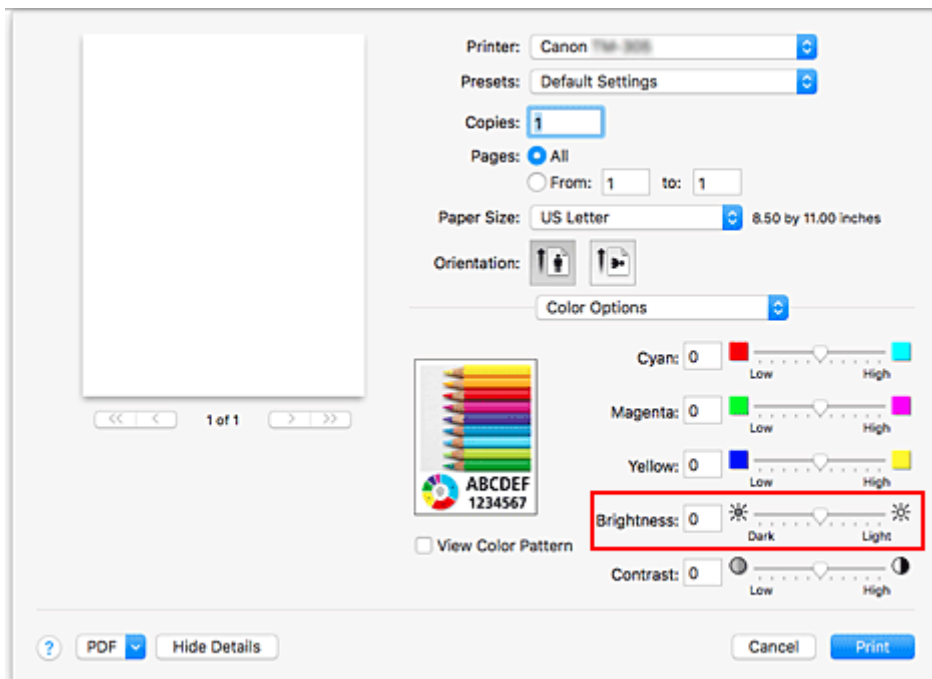 Printer: Canon
Presets: Default Settings
Copies: 1
Pages: All
From: 1 to: 1
Paper Size: US Letter 8.50 by 11.00 inches
Orientation:
Color Options
Cyan: 0
Low High
Magenta: 0
Low High
Yellow: 0
Low High
Brightness: 0
Dark Light
Contrast: 0
Low High
<< < 1 of 1 > >>
ABCDEF
1234567
View Color Pattern
? PDF Hide Details Cancel Print